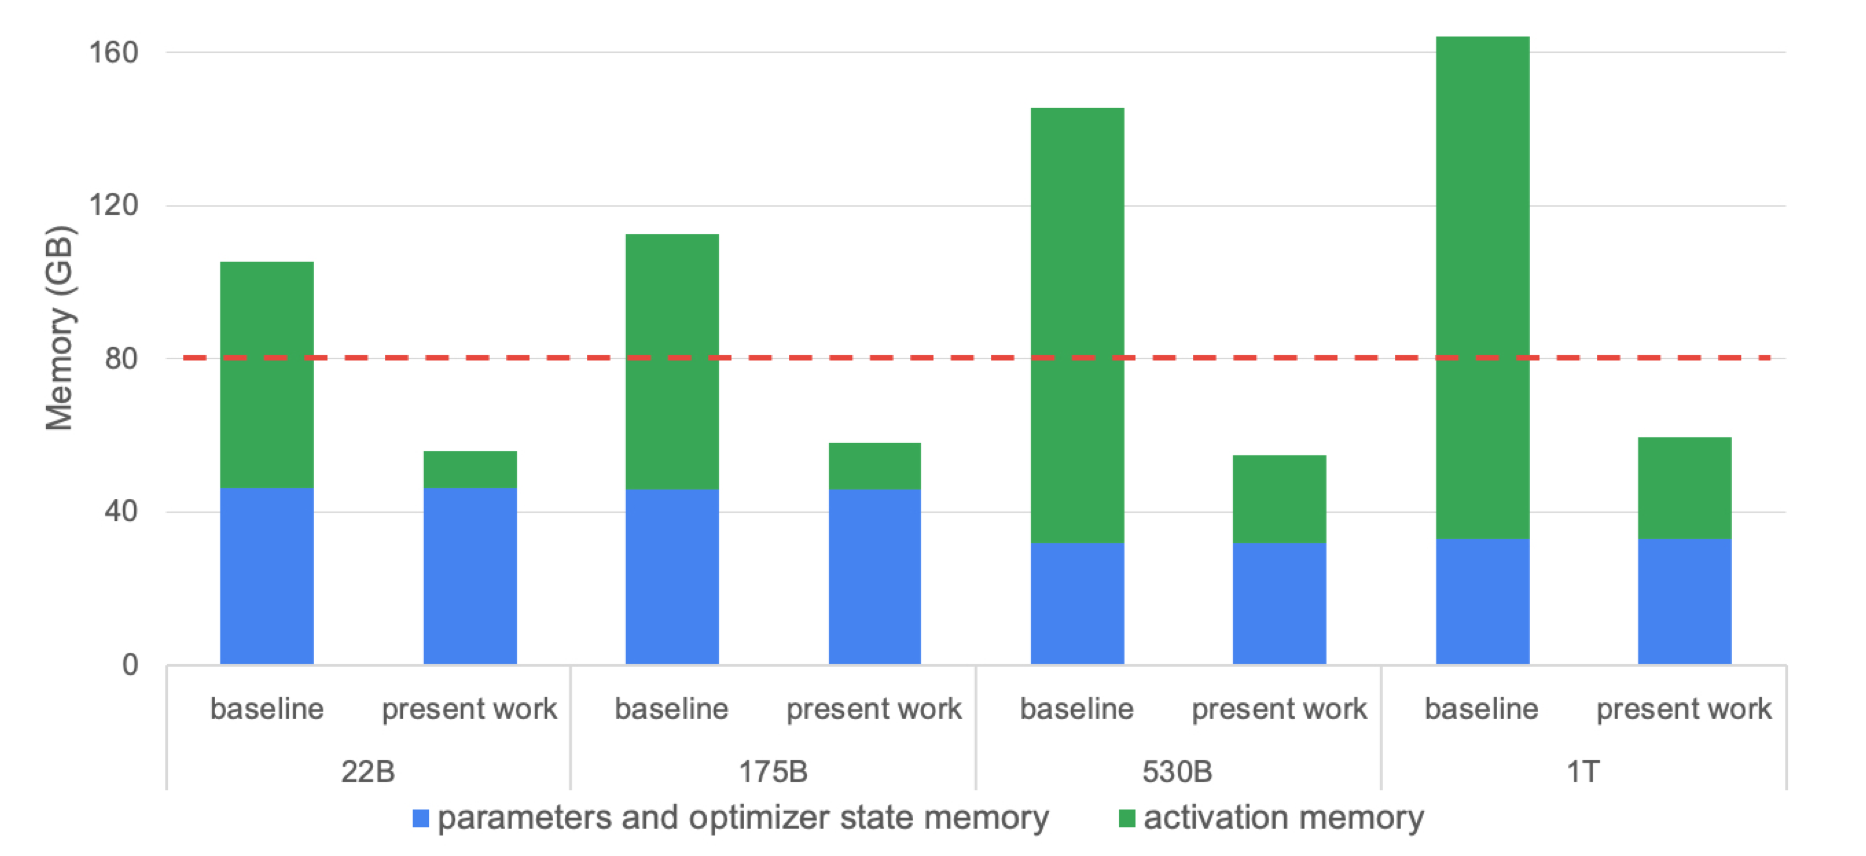 Memory (GB)
160
120
80
40
0
baseline present work baseline present work baseline present work baseline present work
22B 175B 530B 1T
parameters and optimizer state memory activation memory